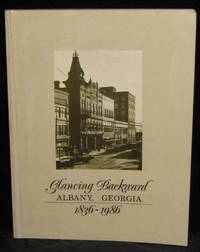 Glancing Backward
ALBANY, GEORGIA
1836-1986